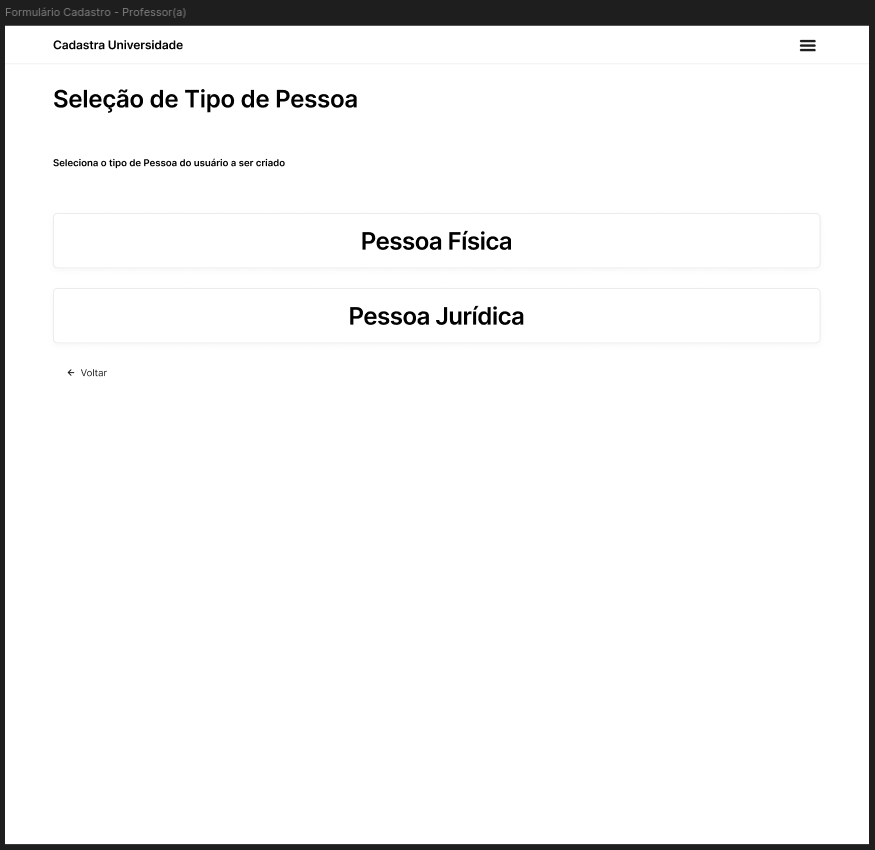 Formulário Cadastro - Professor(a)
Cadastra Universidade
Seleção de Tipo de Pessoa
Seleciona o tipo de Pessoa do usuário a ser criado
Pessoa Física
Pessoa Jurídica
← Voltar